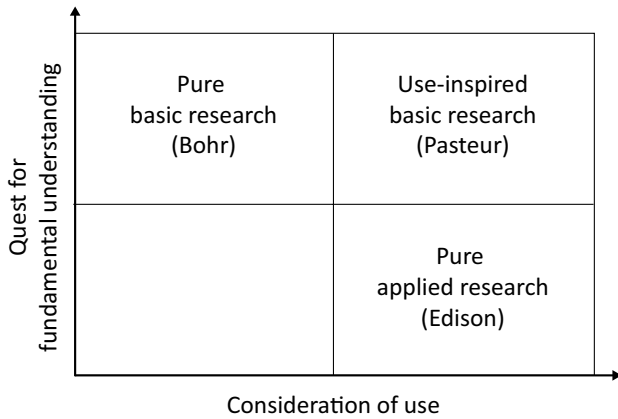 Quest for
fundamental understanding
Pure
basic research
(Bohr)
Use-inspired
basic research
(Pasteur)
Pure
applied research
(Edison)
Consideration of use